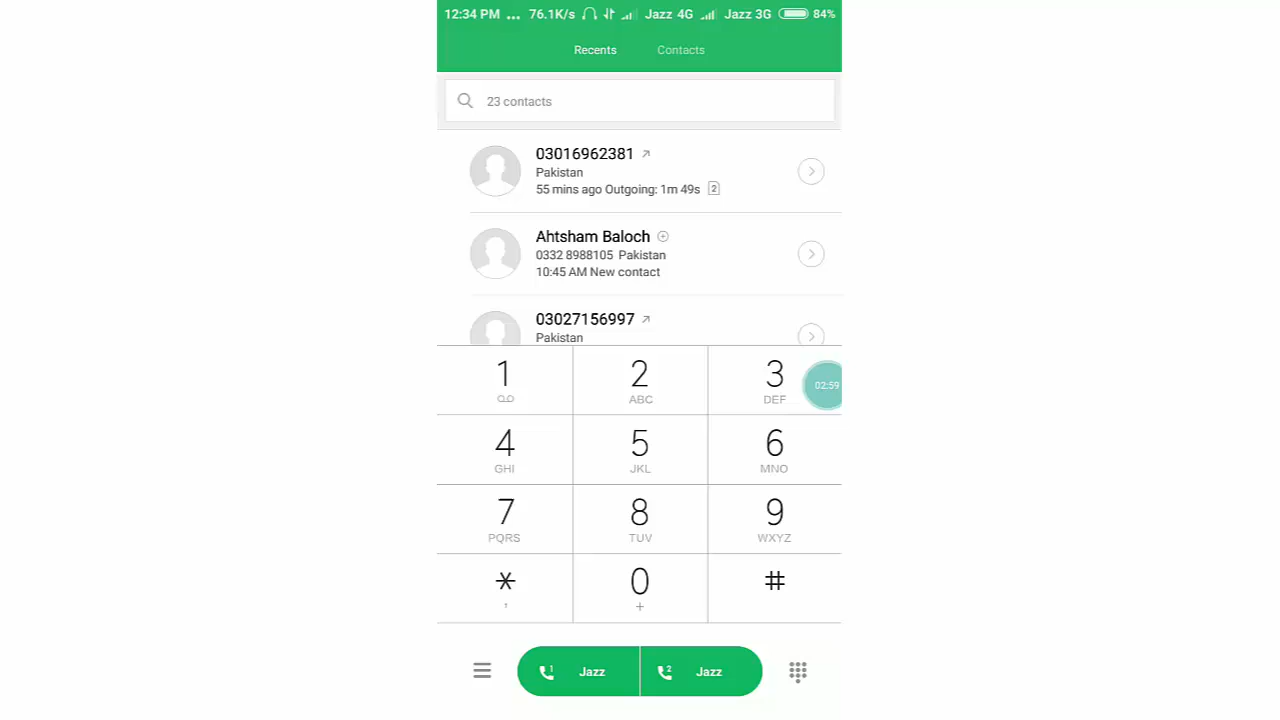 12:34 PM ... 76.1K/s Jazz 4G Jazz 3G 84%
Recents Contacts
23 contacts
03016962381
Pakistan
55 mins ago Outgoing: 1m 49s 2
Ahtsham Baloch
0332 8988105 Pakistan
10:45 AM New contact
03027156997
Pakistan
1 2 3
ABC DEF
02:59
4 5 6
GHI JKL MNO
7 8 9
PQRS TUV WXYZ
* 0 #
, +
1 Jazz 2 Jazz